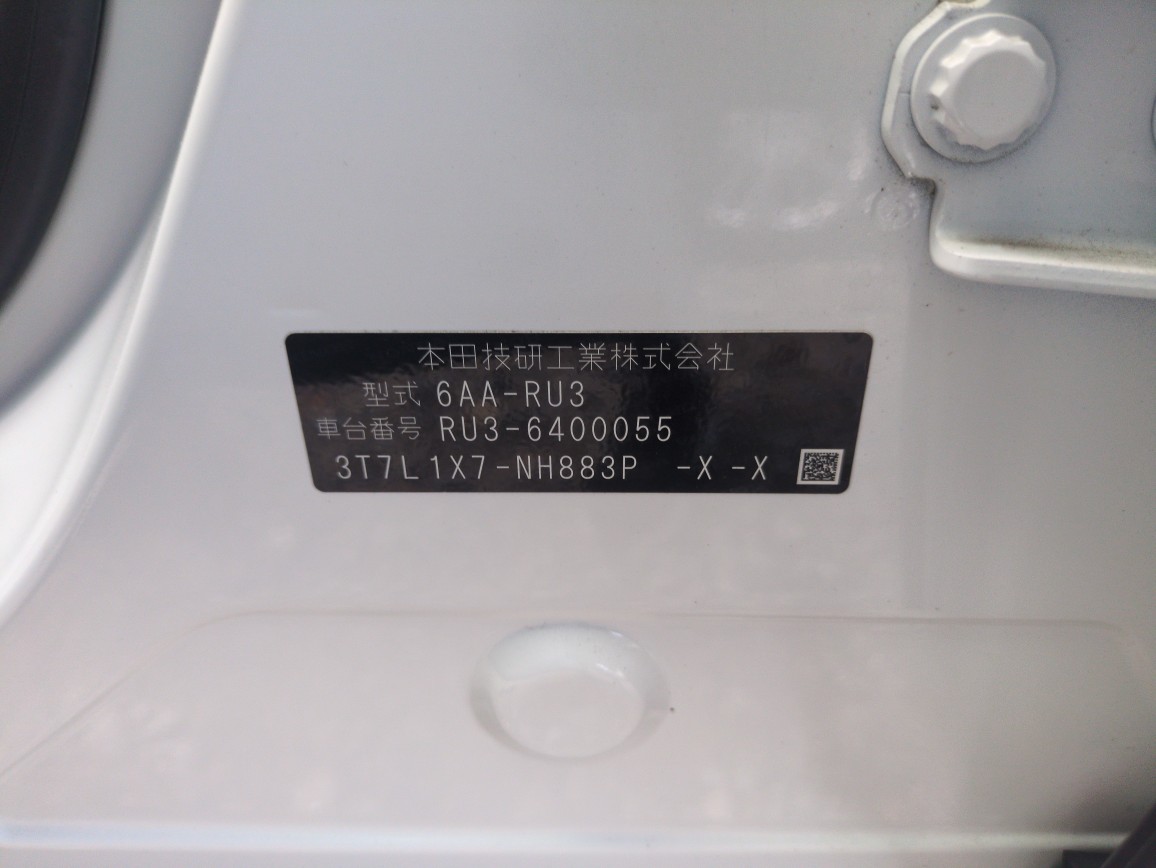 本田技研工業株式会社
型式 6AA-RU3
車台番号 RU3-6400055
3T7L1X7-NH883P -X -X